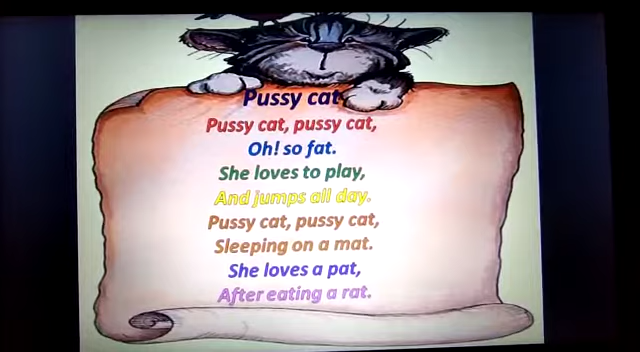 Pussy cat
Pussy cat, pussy cat,
Oh! so fat.
She loves to play,
And jumps all day.
Pussy cat, pussy cat,
Sleeping on a mat.
She loves a pat,
After eating a rat.